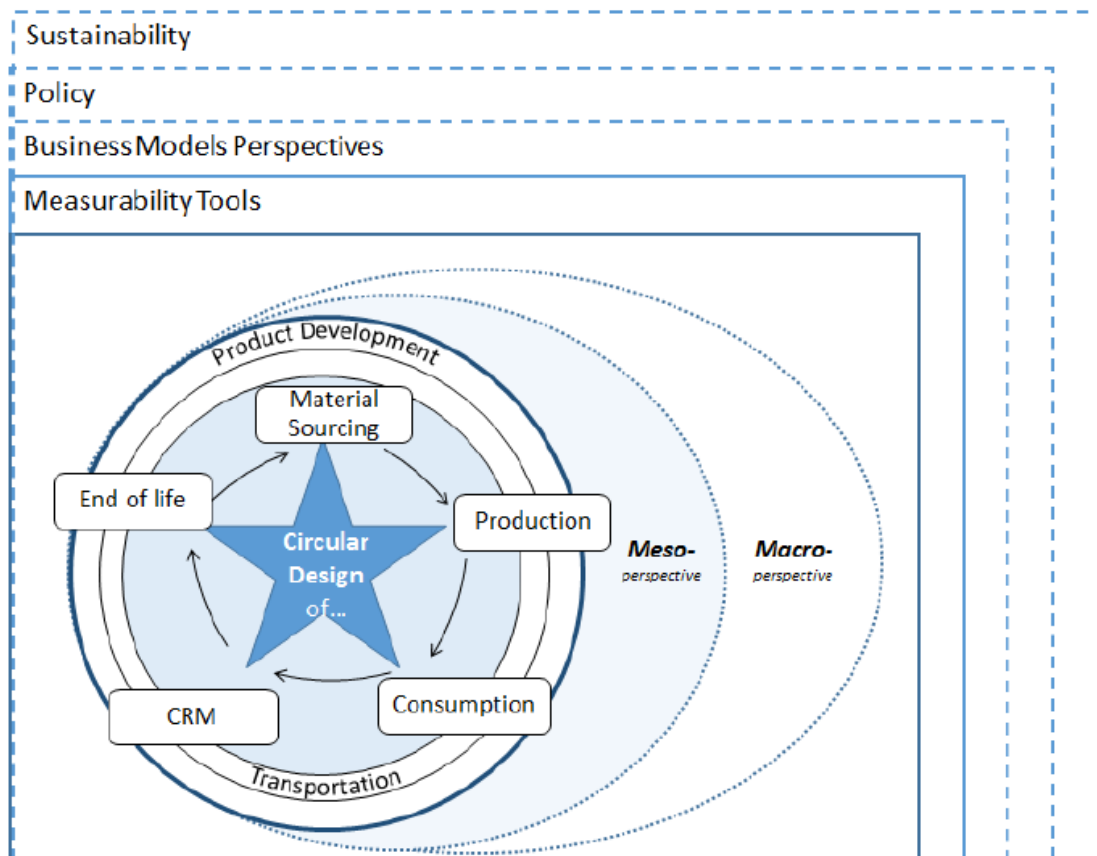 Sustainability
Policy
Business Models Perspectives
Measurability Tools
Product Development
Material
Sourcing
End of life
Production
Circular
Design
of...
Meso-
perspective
Macro-
perspective
Consumption
CRM
Transportation